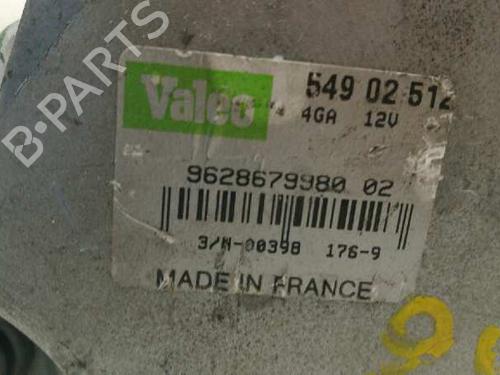 B-PARTS
Valeo
549 02 512
4GA 12V
9628679980 02
3/M-00398 176-9
MADE IN FRANCE